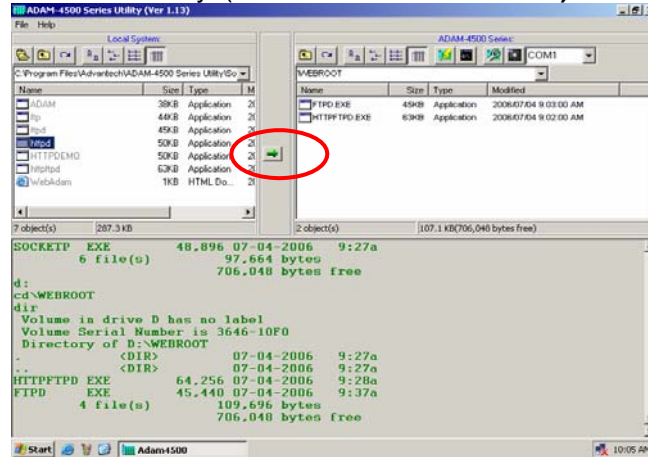 ADAM-4500 Series Utility (Ver 1.13)
File Help
Local System:
ADAM-4500 Series:
COM1
C:\Program Files\Advantech\ADAM-4500 Series Utility\So
\WEBROOT
Name Size Type M
Name Size Type Modified
ADAM 38KB Application 20
ftp 44KB Application 20
ftpd 45KB Application 20
httpd 50KB Application 20
HTTPDEMO 50KB Application 20
httpftpd 63KB Application 20
WebAdam 1KB HTML Do... 20
FTPD.EXE 45KB Application 2006/07/04 9:03:00 AM
HTTPFTPD.EXE 63KB Application 2006/07/04 9:02:00 AM
7 object(s) 287.3 KB
2 object(s) 107.1 KB(706,048 bytes free)
SOCKETP EXE 48,896 07-04-2006 9:27a
6 file(s) 97,664 bytes
706,048 bytes free
d:
cd\WEBROOT
dir
Volume in drive D has no label
Volume Serial Number is 3646-10F0
Directory of D:\WEBROOT
. <DIR> 07-04-2006 9:27a
.. <DIR> 07-04-2006 9:27a
HTTPFTPD EXE 64,256 07-04-2006 9:28a
FTPD EXE 45,440 07-04-2006 9:37a
4 file(s) 109,696 bytes
706,048 bytes free
Start Adam4500 10:05 AM